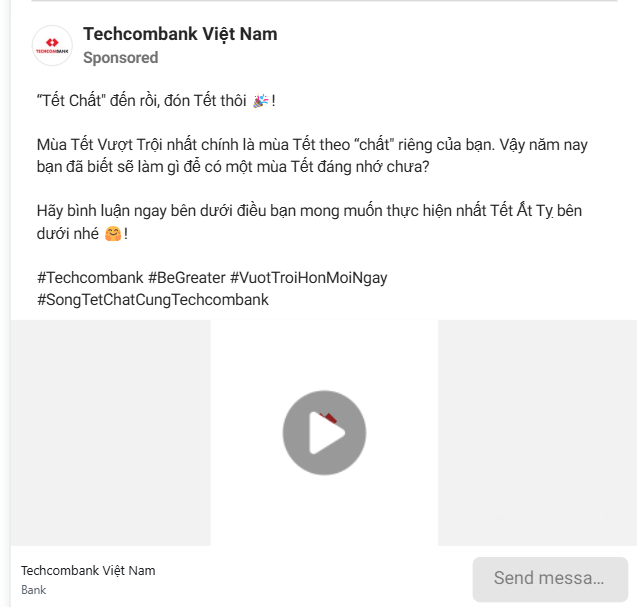 TECHCOMBANK
Techcombank Việt Nam
Sponsored
“Tết Chất" đến rồi, đón Tết thôi 🎉!
Mùa Tết Vượt Trội nhất chính là mùa Tết theo “chất" riêng của bạn. Vậy năm nay
bạn đã biết sẽ làm gì để có một mùa Tết đáng nhớ chưa?
Hãy bình luận ngay bên dưới điều bạn mong muốn thực hiện nhất Tết Ất Tỵ bên
dưới nhé 🤗!
#Techcombank #BeGreater #VuotTroiHonMoiNgay
#SongTetChatCungTechcombank
Techcombank Việt Nam
Bank
Send messa...